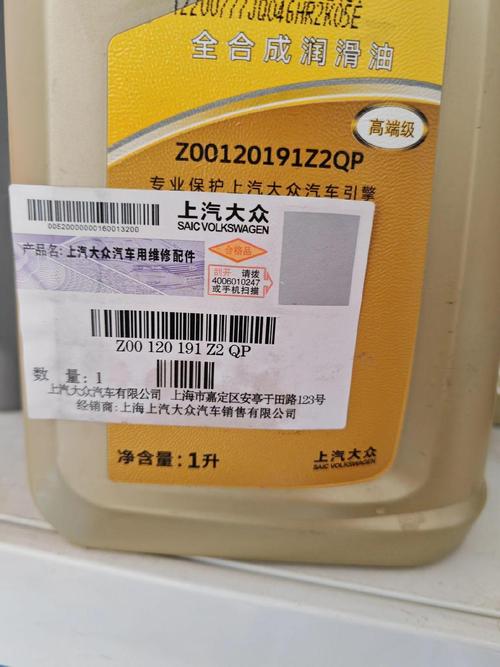 12200777JQ046HR2K05E
全合成润滑油
高端级
Z00120191Z2QP
专业保护上汽大众汽车引擎
0052000000160013200
上汽大众
SAIC VOLKSWAGEN
产品名: 上汽大众汽车用维修配件
合格品
刮开 请拨
4006010247
或手机扫描
Z00 120 191 Z2 QP
数 量: 1
上汽大众汽车有限公司 上海市嘉定区安亭于田路123号
经销商: 上海上汽大众汽车销售有限公司
净含量: 1升
上汽大众
SAIC VOLKSWAGEN